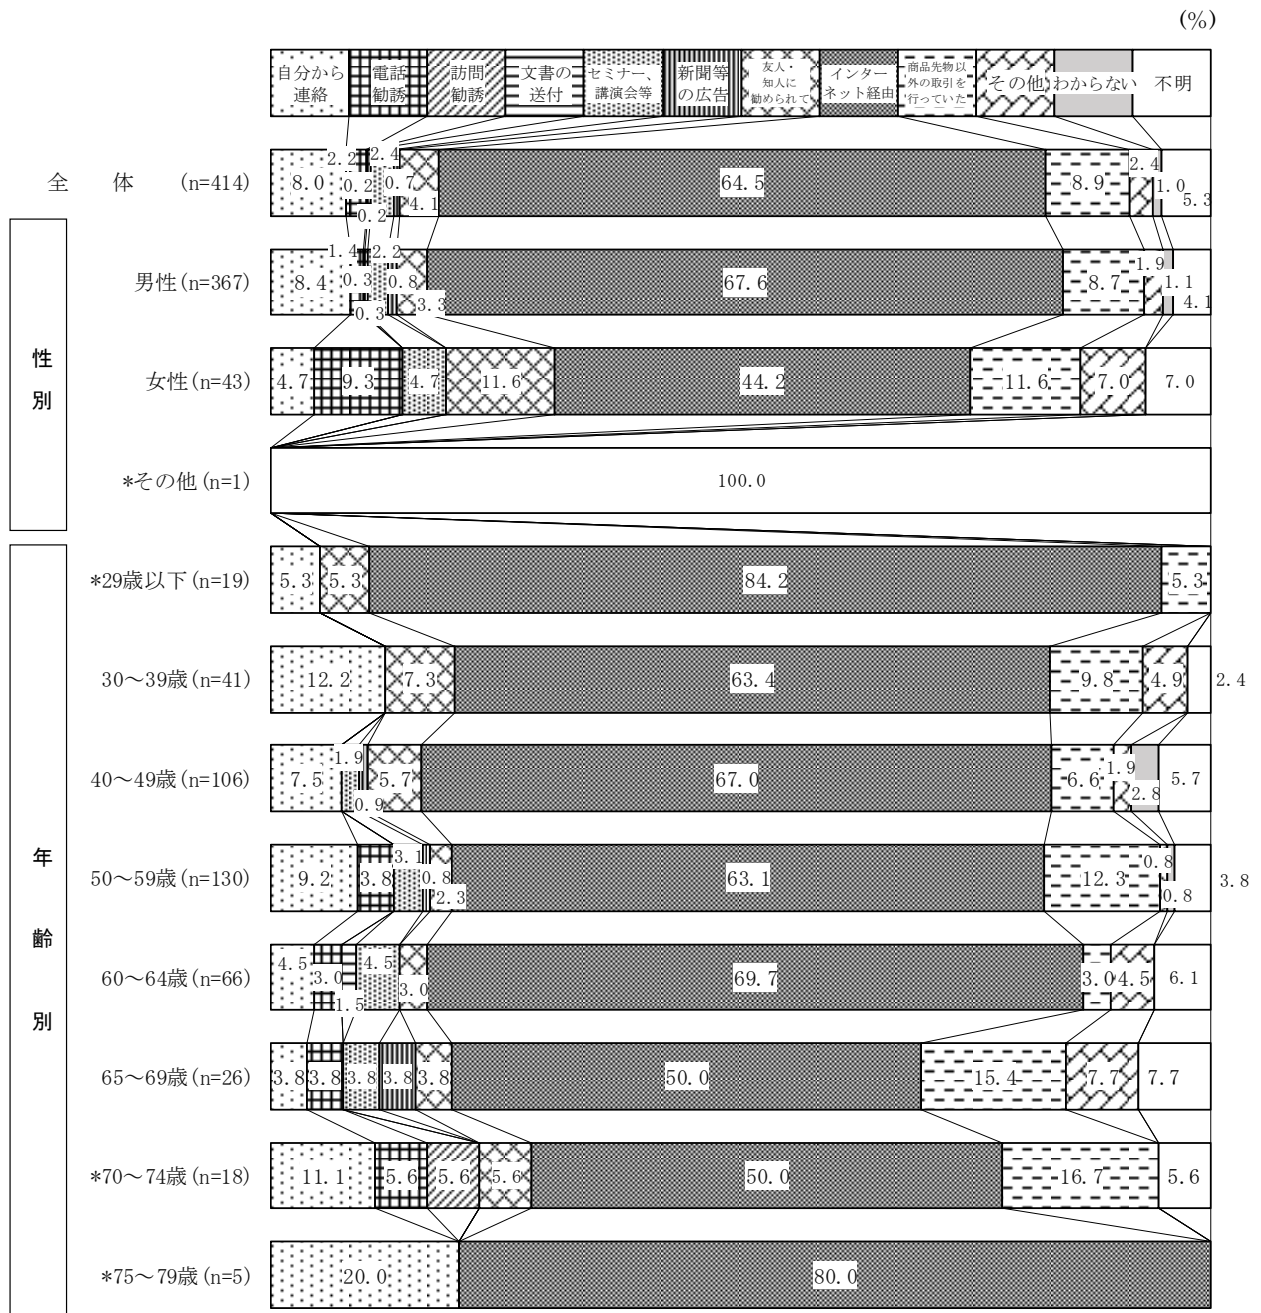 (%)
自分から
連絡
電話
勧誘
訪問
勧誘
文書の
送付
セミナー、
講演会等
新聞等
の広告
友人・
知人に
勧められて
インター
ネット経由
商品先物以
外の取引を
行っていた
その他
わからない
不明
全 体 (n=414)
8.0 2.2 0.2 0.2 2.4 0.7 4.1 64.5 8.9 2.4 1.0 5.3
性別
男性(n=367)
8.4 1.4 0.3 0.3 2.2 0.8 3.3 67.6 8.7 1.9 1.1 4.1
女性(n=43)
4.7 9.3 4.7 11.6 44.2 11.6 7.0 7.0
*その他(n=1)
100.0
年齢別
*29歳以下(n=19)
5.3 5.3 84.2 5.3
30～39歳(n=41)
12.2 7.3 63.4 9.8 4.9 2.4
40～49歳(n=106)
7.5 1.9 0.9 5.7 67.0 6.6 1.9 2.8 5.7
50～59歳(n=130)
9.2 3.8 3.1 0.8 2.3 63.1 12.3 0.8 0.8 3.8
60～64歳(n=66)
4.5 3.0 1.5 4.5 3.0 69.7 3.0 4.5 6.1
65～69歳(n=26)
3.8 3.8 3.8 3.8 3.8 50.0 15.4 7.7 7.7
*70～74歳(n=18)
11.1 5.6 5.6 5.6 50.0 16.7 5.6
*75～79歳(n=5)
20.0 80.0